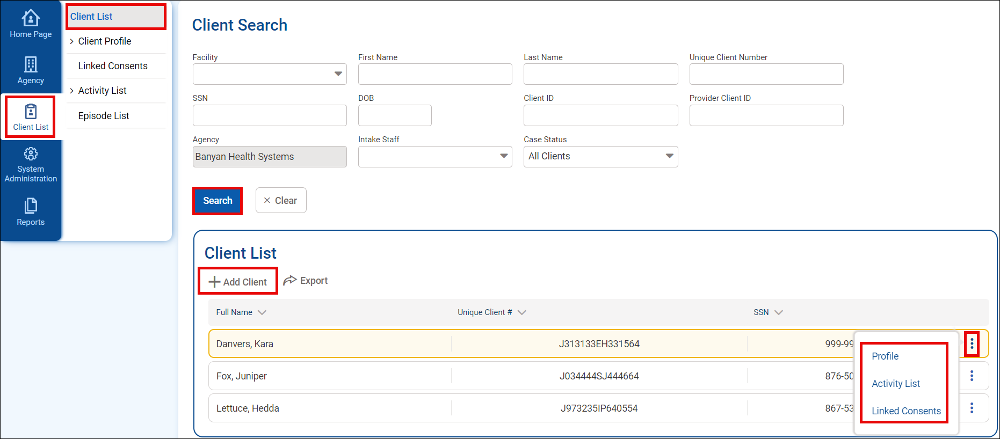 Home Page
Agency
Client List
System
Administration
Reports
Client List
Client Profile
Linked Consents
Activity List
Episode List
Client Search
Facility
First Name
Last Name
Unique Client Number
SSN
DOB
Client ID
Provider Client ID
Agency
Intake Staff
Case Status
Banyan Health Systems
All Clients
Search
Clear
Client List
Add Client
Export
Full Name
Unique Client #
SSN
Danvers, Kara
J313133EH331564
999-99
Fox, Juniper
J034444SJ444664
876-50
Lettuce, Hedda
J973235IP640554
867-53
Profile
Activity List
Linked Consents